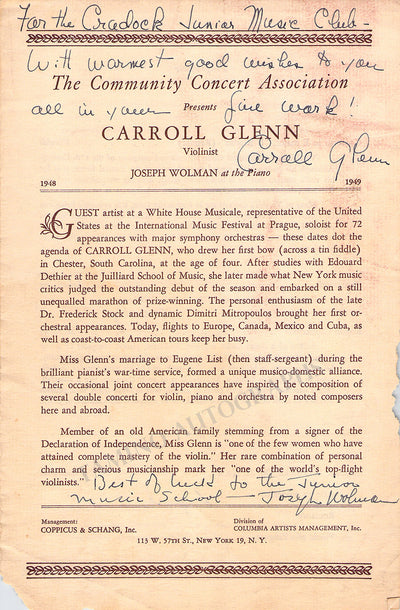 For the Cradock Junior Music Club -
With warmest good wishes to you
The Community Concert Association
all in your fine work!
Presents
CARROLL GLENN
Violinist
Carroll Glenn
JOSEPH WOLMAN at the Piano
1948 1949
GUEST artist at a White House Musicale, representative of the United
States at the International Music Festival at Prague, soloist for 72
appearances with major symphony orchestras — these dates dot the
agenda of CARROLL GLENN, who drew her first bow (across a tin fiddle)
in Chester, South Carolina, at the age of four. After studies with Edouard
Dethier at the Juilliard School of Music, she later made what New York music
critics judged the outstanding debut of the season and embarked on a still
unequalled marathon of prize-winning. The personal enthusiasm of the late
Dr. Frederick Stock and dynamic Dimitri Mitropoulos brought her first or-
chestral appearances. Today, flights to Europe, Canada, Mexico and Cuba, as
well as coast-to-coast American tours keep her busy.
Miss Glenn's marriage to Eugene List (then staff-sergeant) during the
brilliant pianist's war-time service, formed a unique musico-domestic alliance.
Their occasional joint concert appearances have inspired the composition of
several double concerti for violin, piano and orchestra by noted composers
here and abroad.
Member of an old American family stemming from a signer of the
Declaration of Independence, Miss Glenn is "one of the few women who have
attained complete mastery of the violin." Her rare combination of personal
charm and serious musicianship mark her "one of the world's top-flight
violinists."
Best of luck to the Junior
Music School — Joseph Wolman
Management:
COPPICUS & SCHANG, Inc.
Division of
COLUMBIA ARTISTS MANAGEMENT, Inc.
113 W. 57TH ST., NEW YORK 19, N. Y.